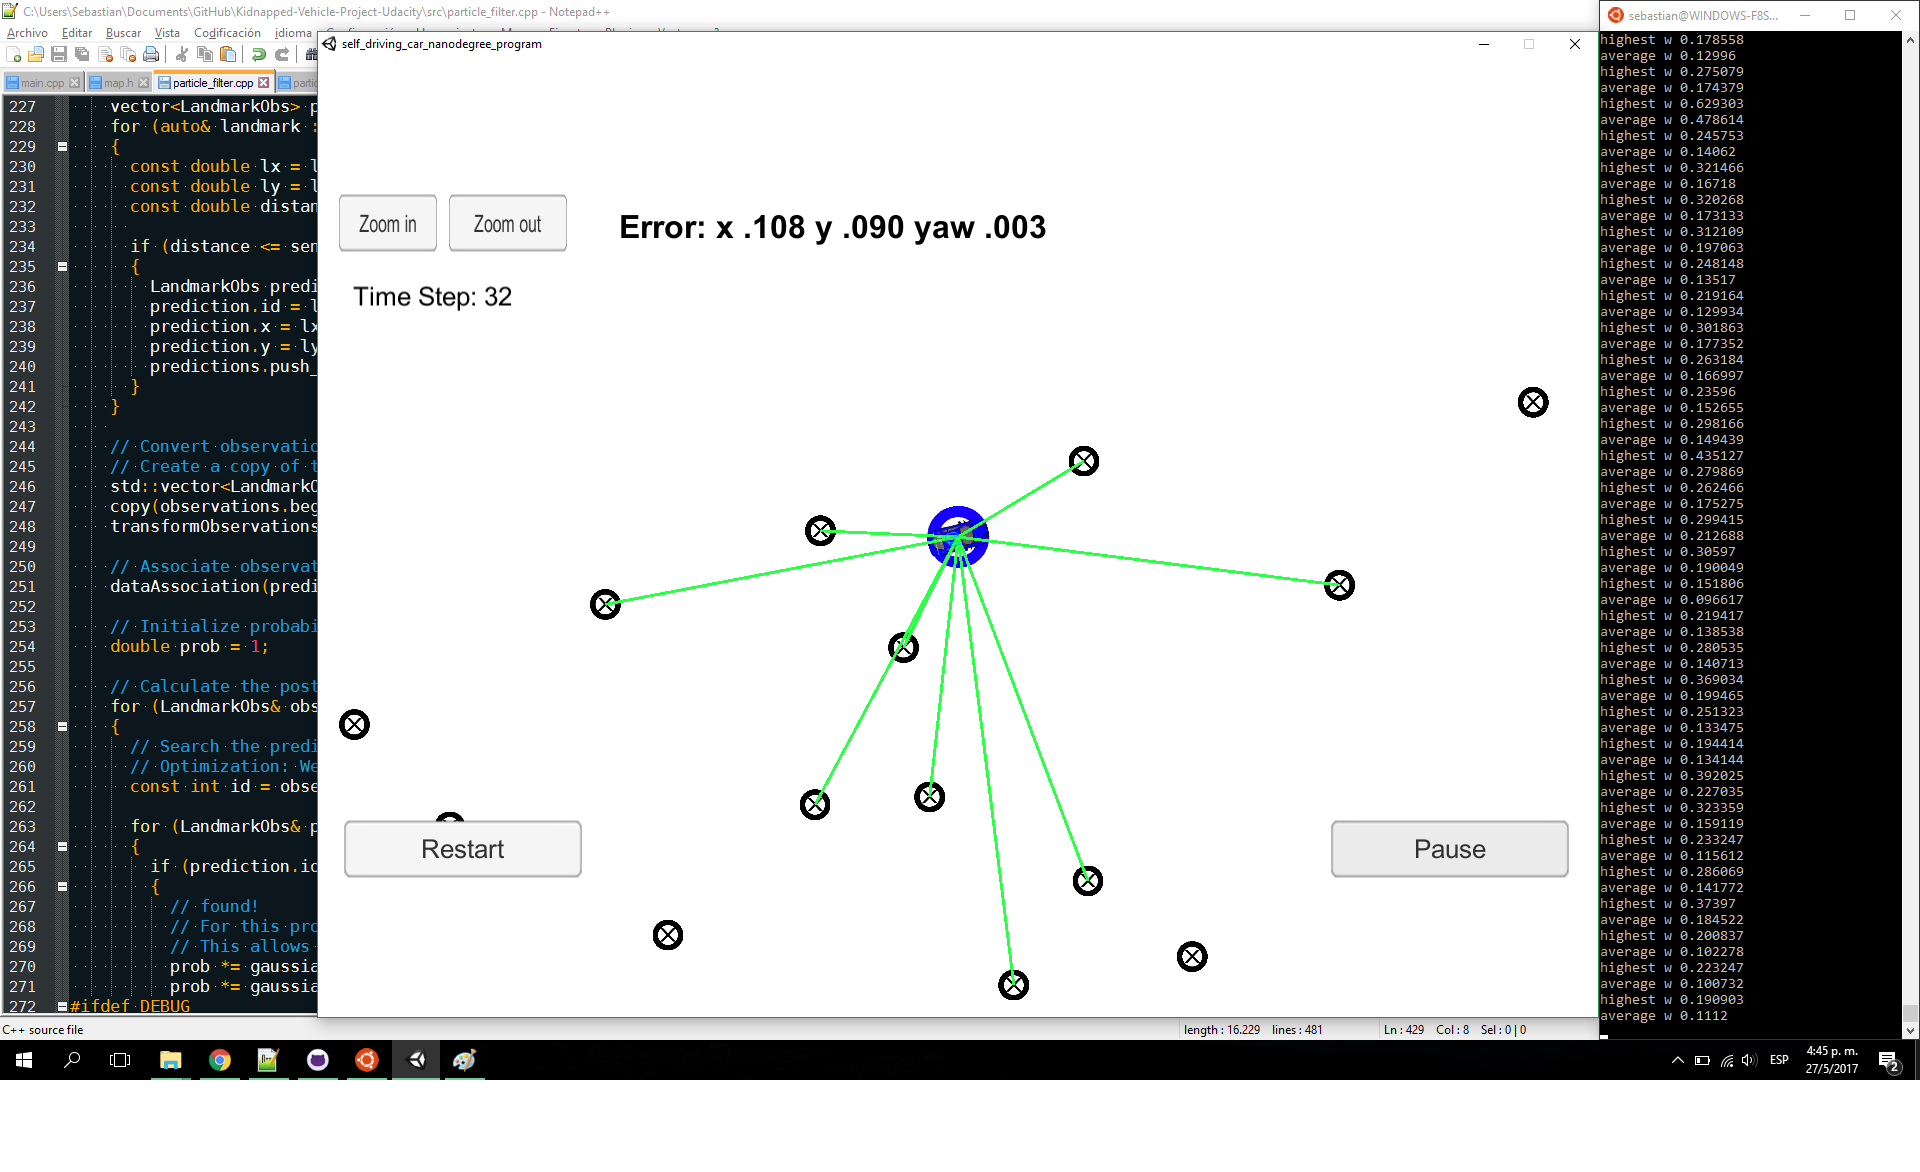 C:\Users\Sebastian\Documents\GitHub\Kidnapped-Vehicle-Project-Udacity\src\particle_filter.cpp - Notepad++
Archivo Editar Buscar Vista Codificación idioma
main.cpp map.h particle_filter.cpp
227 vector<LandmarkObs> p
228 for (auto& landmark :
229 {
230 const double lx = l
231 const double ly = l
232 const double distan
233
234 if (distance <= sen
235 {
236 LandmarkObs predi
237 prediction.id = l
238 prediction.x = lx
239 prediction.y = ly
240 predictions.push_
241 }
242 }
243
244 // Convert observatio
245 // Create a copy of t
246 std::vector<LandmarkO
247 copy(observations.beg
248 transformObservations
249
250 // Associate observat
251 dataAssociation(predi
252
253 // Initialize probabi
254 double prob = 1;
255
256 // Calculate the post
257 for (LandmarkObs& obs
258 {
259 // Search the predi
260 // Optimization: We
261 const int id = obse
262
263 for (LandmarkObs& p
264 {
265 if (prediction.id
266 {
267 // found!
268 // For this pro
269 // This allows
270 prob *= gaussia
271 prob *= gaussia
272 #ifdef DEBUG
C++ source file
length : 16.229 lines : 481
Ln : 429 Col : 8 Sel : 0 | 0
self_driving_car_nanodegree_program
Zoom in
Zoom out
Error: x .108 y .090 yaw .003
Time Step: 32
Restart
Pause
sebastian@WINDOWS-F8S...
highest w 0.178558
average w 0.12996
highest w 0.275079
average w 0.174379
highest w 0.629303
average w 0.478614
highest w 0.245753
average w 0.14062
highest w 0.321466
average w 0.16718
highest w 0.320268
average w 0.173133
highest w 0.312109
average w 0.197063
highest w 0.248148
average w 0.13517
highest w 0.219164
average w 0.129934
highest w 0.301863
average w 0.177352
highest w 0.263184
average w 0.166997
highest w 0.23596
average w 0.152655
highest w 0.298166
average w 0.149439
highest w 0.435127
average w 0.279869
highest w 0.262466
average w 0.175275
highest w 0.299415
average w 0.212688
highest w 0.30597
average w 0.190049
highest w 0.151806
average w 0.096617
highest w 0.219417
average w 0.138538
highest w 0.280535
average w 0.140713
highest w 0.369034
average w 0.199465
highest w 0.251323
average w 0.133475
highest w 0.194414
average w 0.134144
highest w 0.392025
average w 0.227035
highest w 0.323359
average w 0.159119
highest w 0.233247
average w 0.115612
highest w 0.286069
average w 0.141772
highest w 0.37397
average w 0.184522
highest w 0.200837
average w 0.102278
highest w 0.223247
average w 0.100732
highest w 0.190903
average w 0.1112
ESP
4:45 p. m.
27/5/2017
2